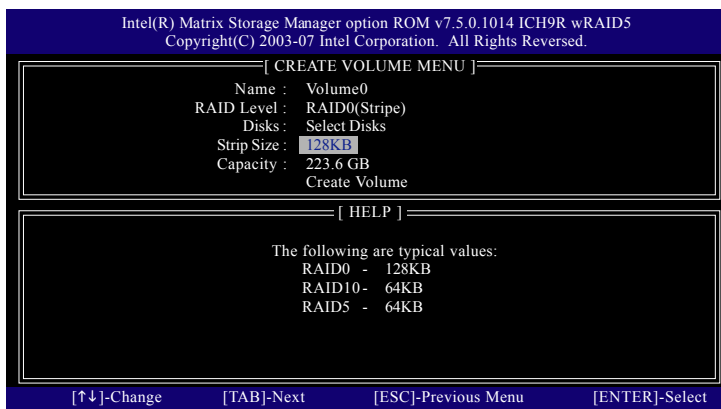 Intel(R) Matrix Storage Manager option ROM v7.5.0.1014 ICH9R wRAID5
Copyright(C) 2003-07 Intel Corporation. All Rights Reversed.
[ CREATE VOLUME MENU ]
Name : Volume0
RAID Level : RAID0(Stripe)
Disks : Select Disks
Strip Size : 128KB
Capacity : 223.6 GB
Create Volume
[ HELP ]
The following are typical values:
RAID0 - 128KB
RAID10 - 64KB
RAID5 - 64KB
[↑↓]-Change [TAB]-Next [ESC]-Previous Menu [ENTER]-Select